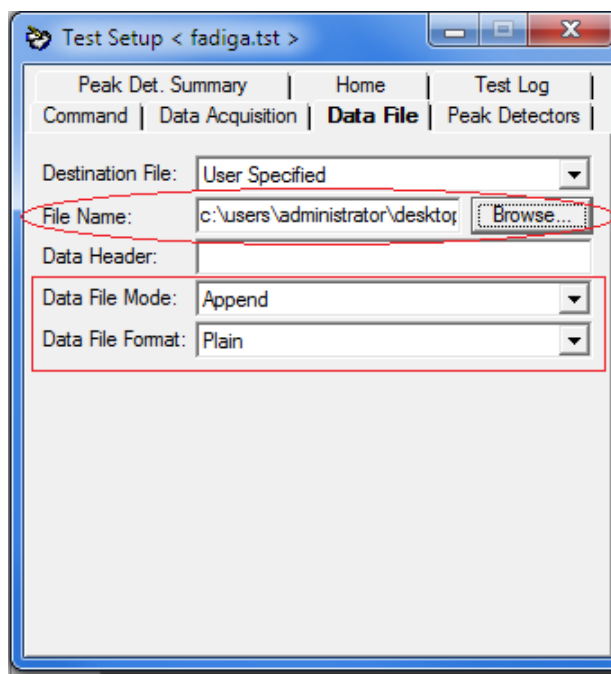 Test Setup < fadiga.tst >
Peak Det. Summary Home Test Log
Command Data Acquisition Data File Peak Detectors
Destination File: User Specified
File Name: c:\users\administrator\desktop Browse...
Data Header:
Data File Mode: Append
Data File Format: Plain